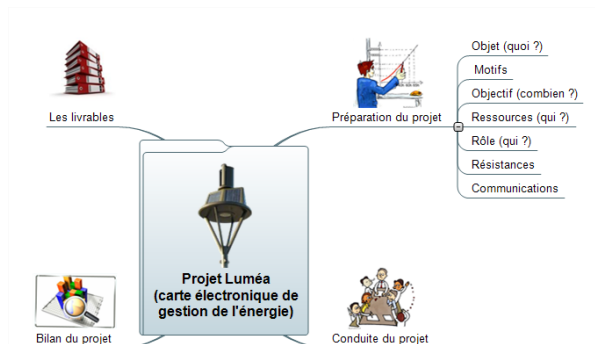 Les livrables
Préparation du projet
Objet (quoi ?)
Motifs
Objectif (combien ?)
Ressources (qui ?)
Rôle (qui ?)
Résistances
Communications
Projet Luméa
(carte électronique de
gestion de l'énergie)
Bilan du projet
Conduite du projet